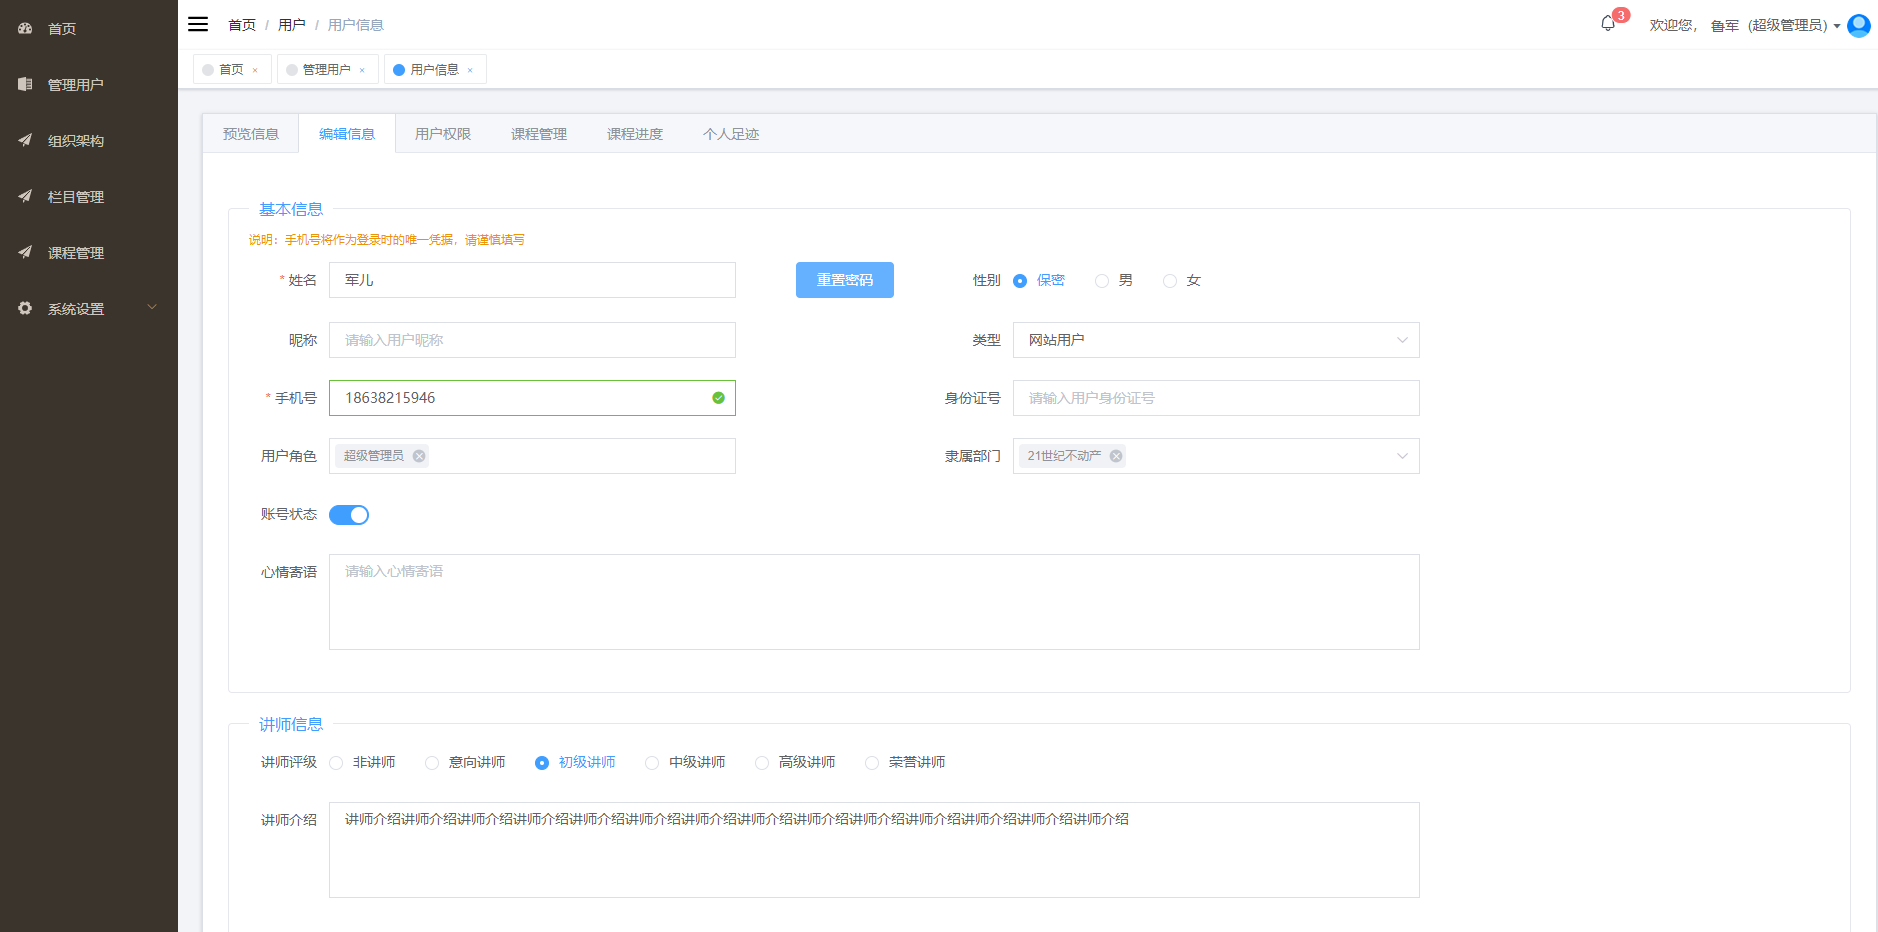 首页
管理用户
组织架构
栏目管理
课程管理
系统设置
首页 / 用户 / 用户信息
3
欢迎您, 鲁军 (超级管理员)
首页 × 管理用户 × 用户信息 ×
预览信息 编辑信息 用户权限 课程管理 课程进度 个人足迹
基本信息
说明：手机号将作为登录时的唯一凭据，请谨慎填写
* 姓名 军儿 重置密码 性别 保密 男 女
昵称 请输入用户昵称 类型 网站用户
* 手机号 18638215946 身份证号 请输入用户身份证号
用户角色 超级管理员 隶属部门 21世纪不动产
账号状态
心情寄语 请输入心情寄语
讲师信息
讲师评级 非讲师 意向讲师 初级讲师 中级讲师 高级讲师 荣誉讲师
讲师介绍 讲师介绍讲师介绍讲师介绍讲师介绍讲师介绍讲师介绍讲师介绍讲师介绍讲师介绍讲师介绍讲师介绍讲师介绍讲师介绍讲师介绍